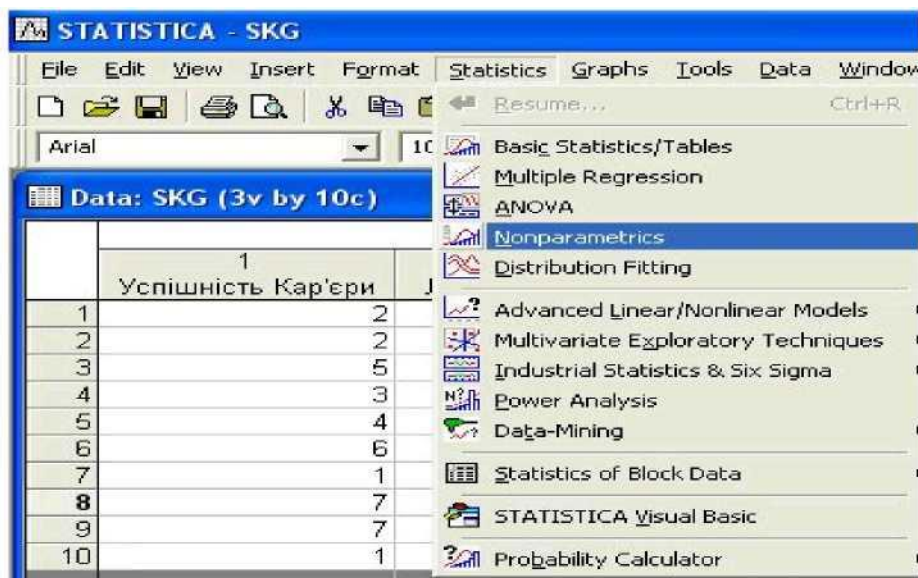 STATISTICA - SKG
File Edit View Insert Format Statistics Graphs Tools Data Window
Resume... Ctrl+R
Arial 10
Basic Statistics/Tables
Multiple Regression
Data: SKG (3v by 10c)
ANOVA
Nonparametrics
Distribution Fitting
1
Успішність Кар'єри
Advanced Linear/Nonlinear Models
Multivariate Exploratory Techniques
Industrial Statistics & Six Sigma
Power Analysis
Data-Mining
Statistics of Block Data
STATISTICA Visual Basic
Probability Calculator
1 2
2 2
3 5
4 3
5 4
6 6
7 1
8 7
9 7
10 1